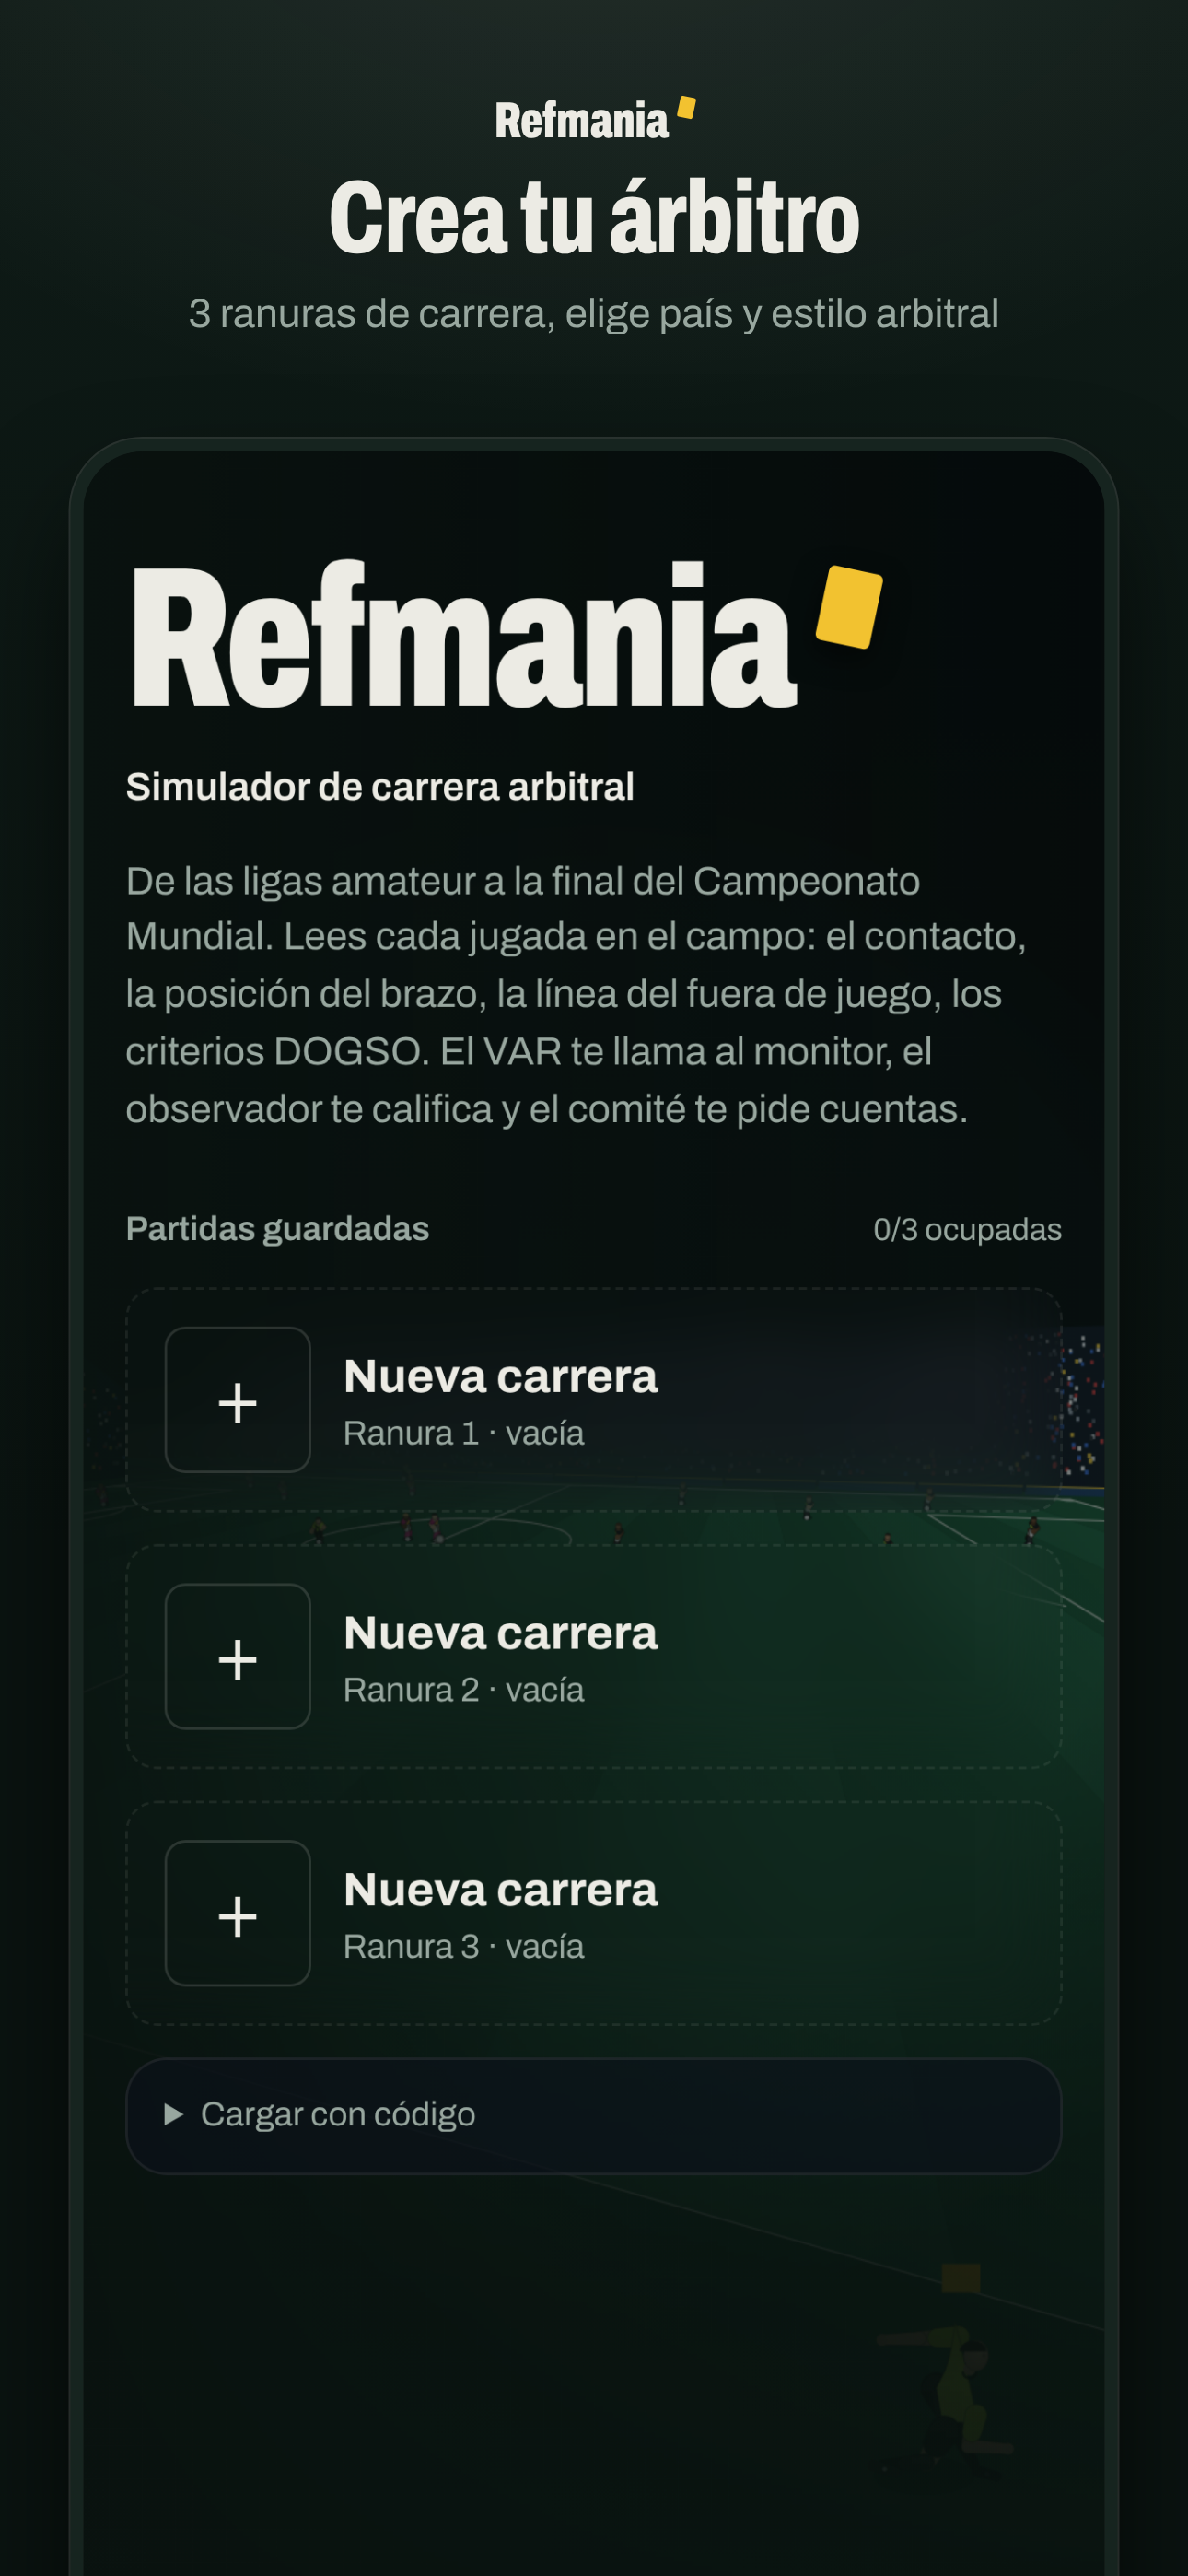 Refmania
Crea tu árbitro
3 ranuras de carrera, elige país y estilo arbitral
Refmania
Simulador de carrera arbitral
De las ligas amateur a la final del Campeonato
Mundial. Lees cada jugada en el campo: el contacto,
la posición del brazo, la línea del fuera de juego, los
criterios DOGSO. El VAR te llama al monitor, el
observador te califica y el comité te pide cuentas.
Partidas guardadas 0/3 ocupadas
Nueva carrera
Ranura 1 · vacía
Nueva carrera
Ranura 2 · vacía
Nueva carrera
Ranura 3 · vacía
Cargar con código